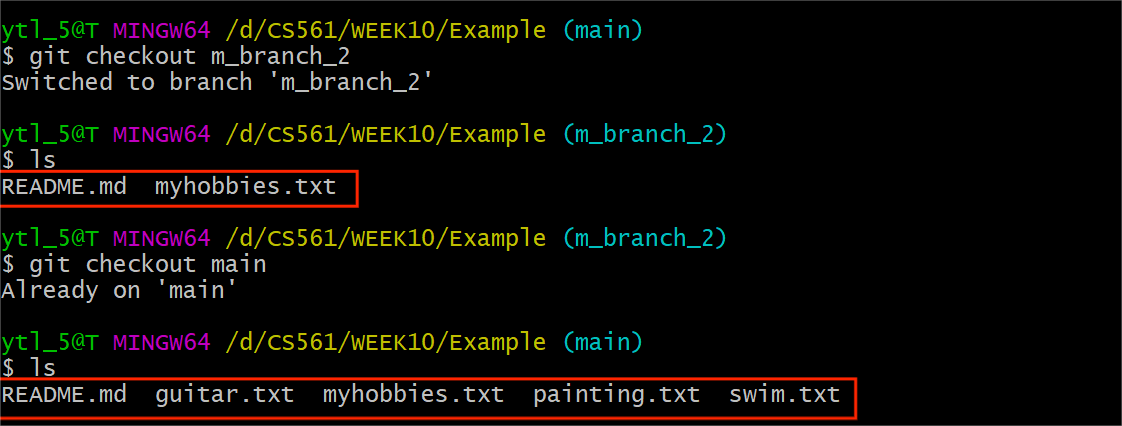 ytl_5@T MINGW64 /d/CS561/WEEK10/Example (main)
$ git checkout m_branch_2
Switched to branch 'm_branch_2'
ytl_5@T MINGW64 /d/CS561/WEEK10/Example (m_branch_2)
$ ls
README.md  myhobbies.txt
ytl_5@T MINGW64 /d/CS561/WEEK10/Example (m_branch_2)
$ git checkout main
Already on 'main'
ytl_5@T MINGW64 /d/CS561/WEEK10/Example (main)
$ ls
README.md  guitar.txt  myhobbies.txt  painting.txt  swim.txt